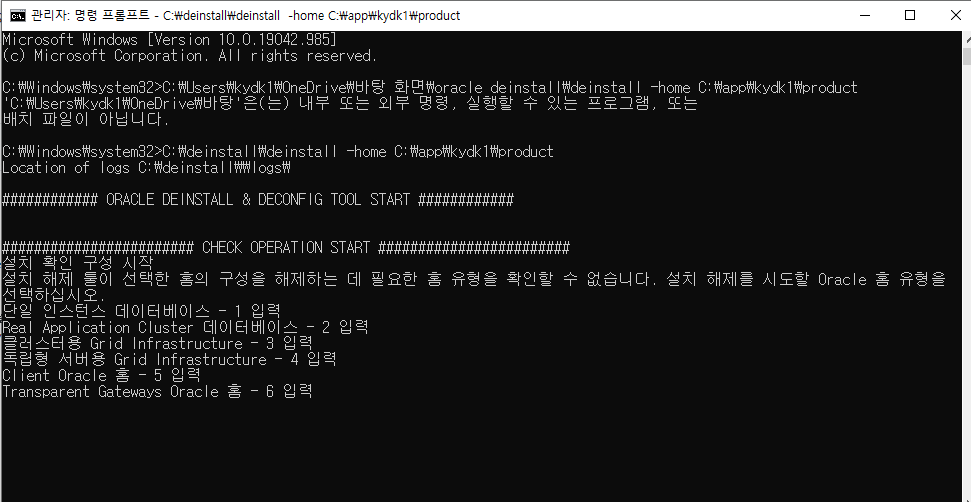 관리자: 명령 프롬프트 - C:₩deinstall₩deinstall -home C:₩app₩kydk1₩product
Microsoft Windows [Version 10.0.19042.985]
(c) Microsoft Corporation. All rights reserved.
C:₩Windows₩system32>C:₩Users₩kydk1₩OneDrive₩바탕 화면₩oracle deinstall₩deinstall -home C:₩app₩kydk1₩product
'C:₩Users₩kydk1₩OneDrive₩바탕'은(는) 내부 또는 외부 명령, 실행할 수 있는 프로그램, 또는
배치 파일이 아닙니다.
C:₩Windows₩system32>C:₩deinstall₩deinstall -home C:₩app₩kydk1₩product
Location of logs C:₩deinstall₩₩logs₩
############ ORACLE DEINSTALL & DECONFIG TOOL START ############
######################## CHECK OPERATION START ########################
설치 확인 구성 시작
설치 해제 툴이 선택한 홈의 구성을 해제하는 데 필요한 홈 유형을 확인할 수 없습니다. 설치 해제를 시도할 Oracle 홈 유형을
선택하십시오.
단일 인스턴스 데이터베이스 - 1 입력
Real Application Cluster 데이터베이스 - 2 입력
클러스터용 Grid Infrastructure - 3 입력
독립형 서버용 Grid Infrastructure - 4 입력
Client Oracle 홈 - 5 입력
Transparent Gateways Oracle 홈 - 6 입력